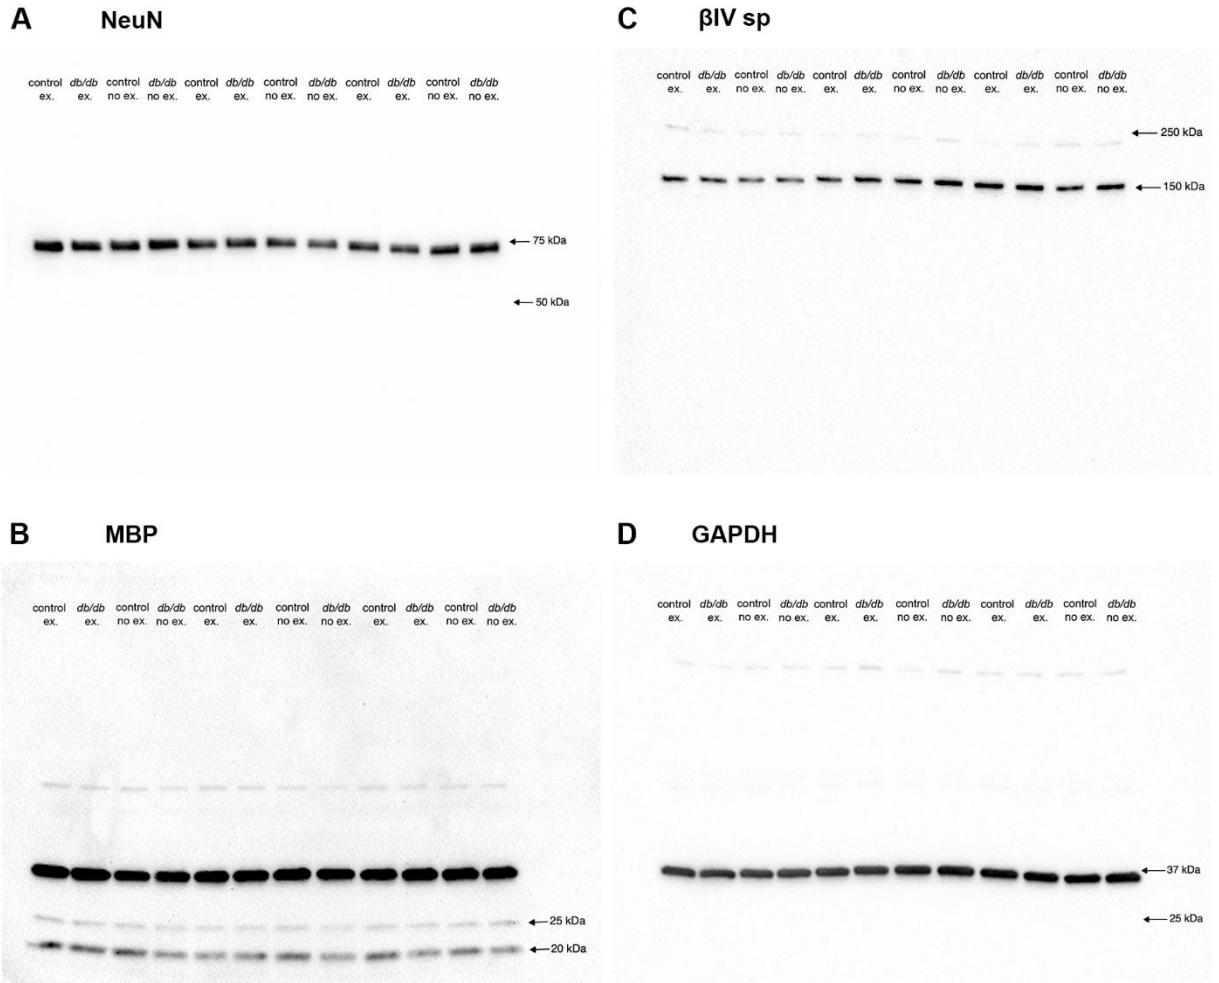 A NeuN
control db/db control db/db control db/db control db/db control db/db control db/db
ex. ex. no ex. no ex. ex. ex. no ex. no ex. ex. ex. no ex. no ex.
← 75 kDa
← 50 kDa
C βIV sp
control db/db control db/db control db/db control db/db control db/db control db/db
ex. ex. no ex. no ex. ex. ex. no ex. no ex. ex. ex. no ex. no ex.
← 250 kDa
← 150 kDa
B MBP
control db/db control db/db control db/db control db/db control db/db control db/db
ex. ex. no ex. no ex. ex. ex. no ex. no ex. ex. ex. no ex. no ex.
← 25 kDa
← 20 kDa
D GAPDH
control db/db control db/db control db/db control db/db control db/db control db/db
ex. ex. no ex. no ex. ex. ex. no ex. no ex. ex. ex. no ex. no ex.
← 37 kDa
← 25 kDa